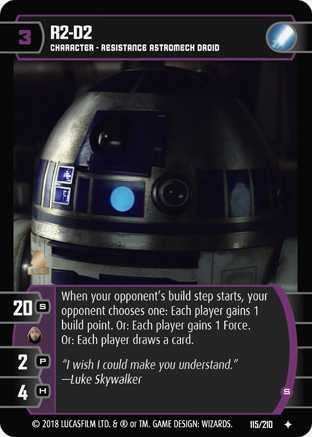 3
R2-D2
CHARACTER · RESISTANCE ASTROMECH DROID
20 S
When your opponent's build step starts, your
opponent chooses one: Each player gains 1
build point. Or: Each player gains 1 Force.
Or: Each player draws a card.
2 P
"I wish I could make you understand."
4 H
—Luke Skywalker
S
© 2018 LUCASFILM LTD. & ® or TM. GAME DESIGN: WIZARDS.
115/210